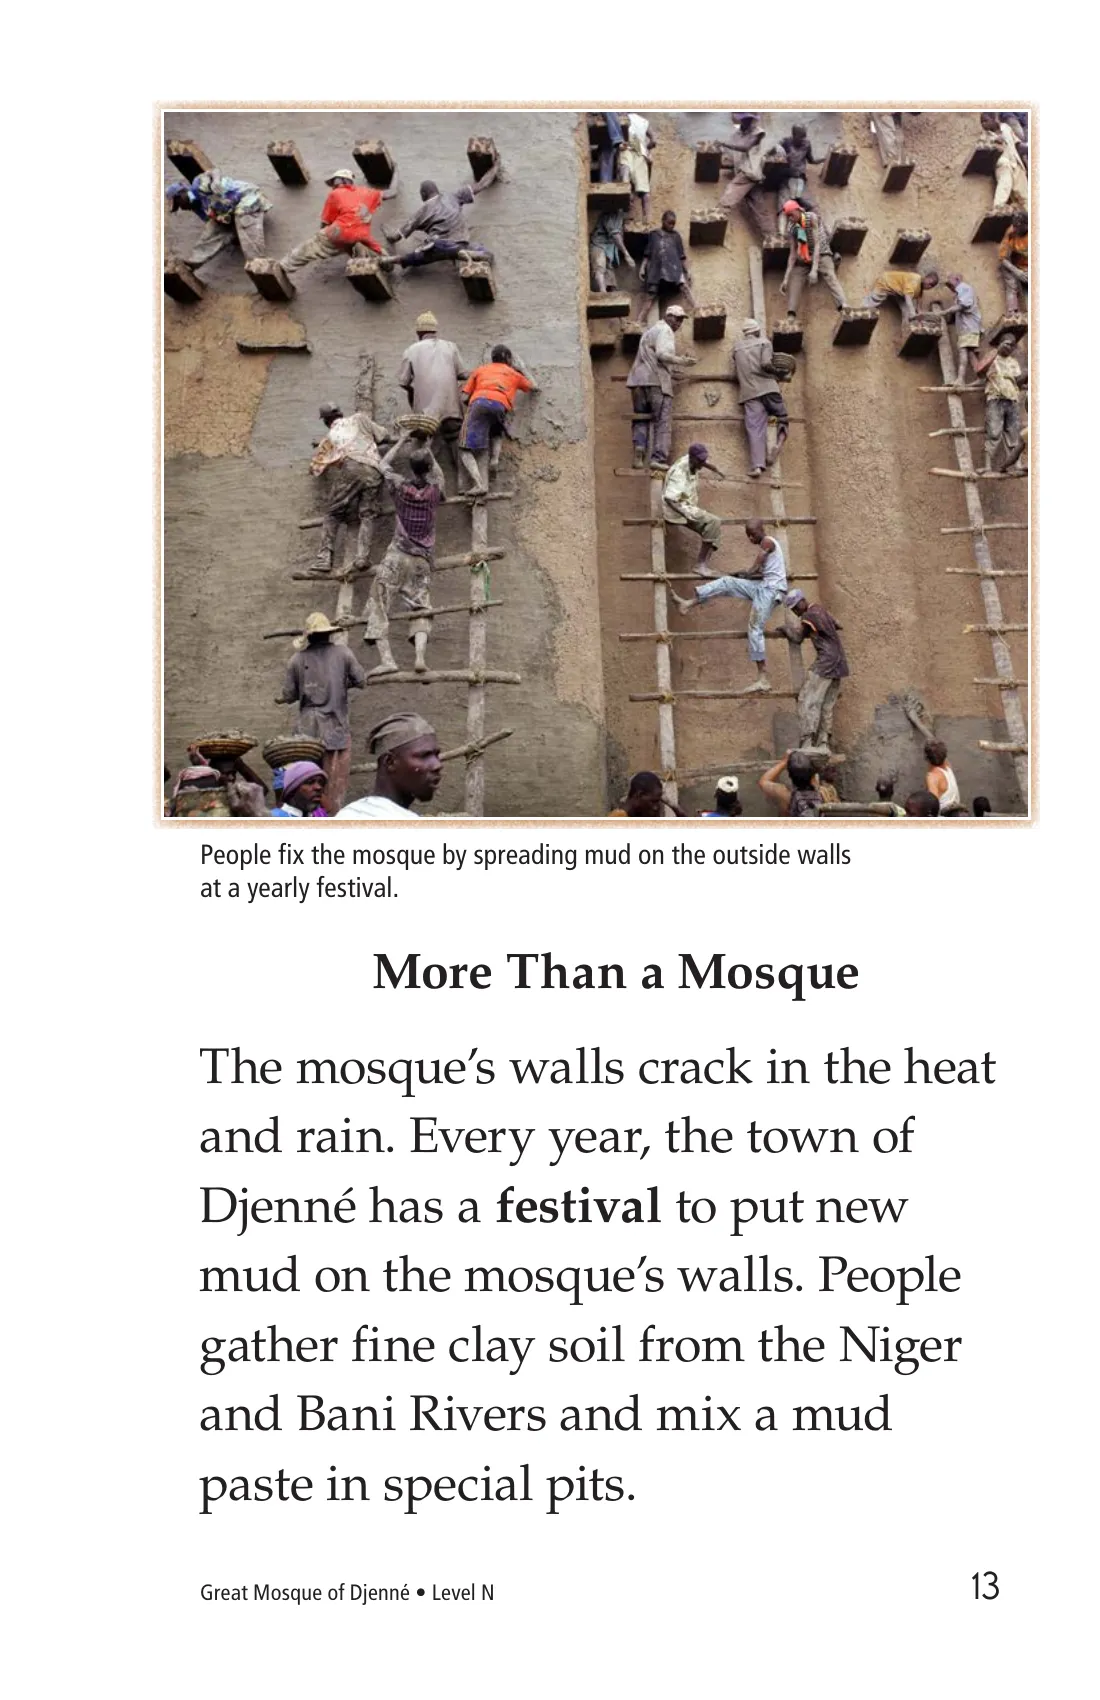 People fix the mosque by spreading mud on the outside walls
at a yearly festival.
More Than a Mosque
The mosque’s walls crack in the heat
and rain. Every year, the town of
Djenné has a festival to put new
mud on the mosque’s walls. People
gather fine clay soil from the Niger
and Bani Rivers and mix a mud
paste in special pits.
Great Mosque of Djenné • Level N
13